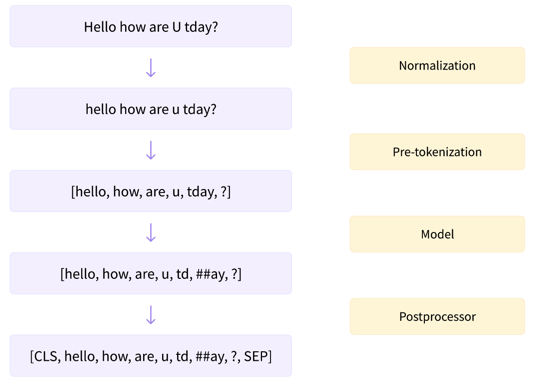 Hello how are U tday?
Normalization
hello how are u tday?
Pre-tokenization
[hello, how, are, u, tday, ?]
Model
[hello, how, are, u, td, ##ay, ?]
Postprocessor
[CLS, hello, how, are, u, td, ##ay, ?, SEP]